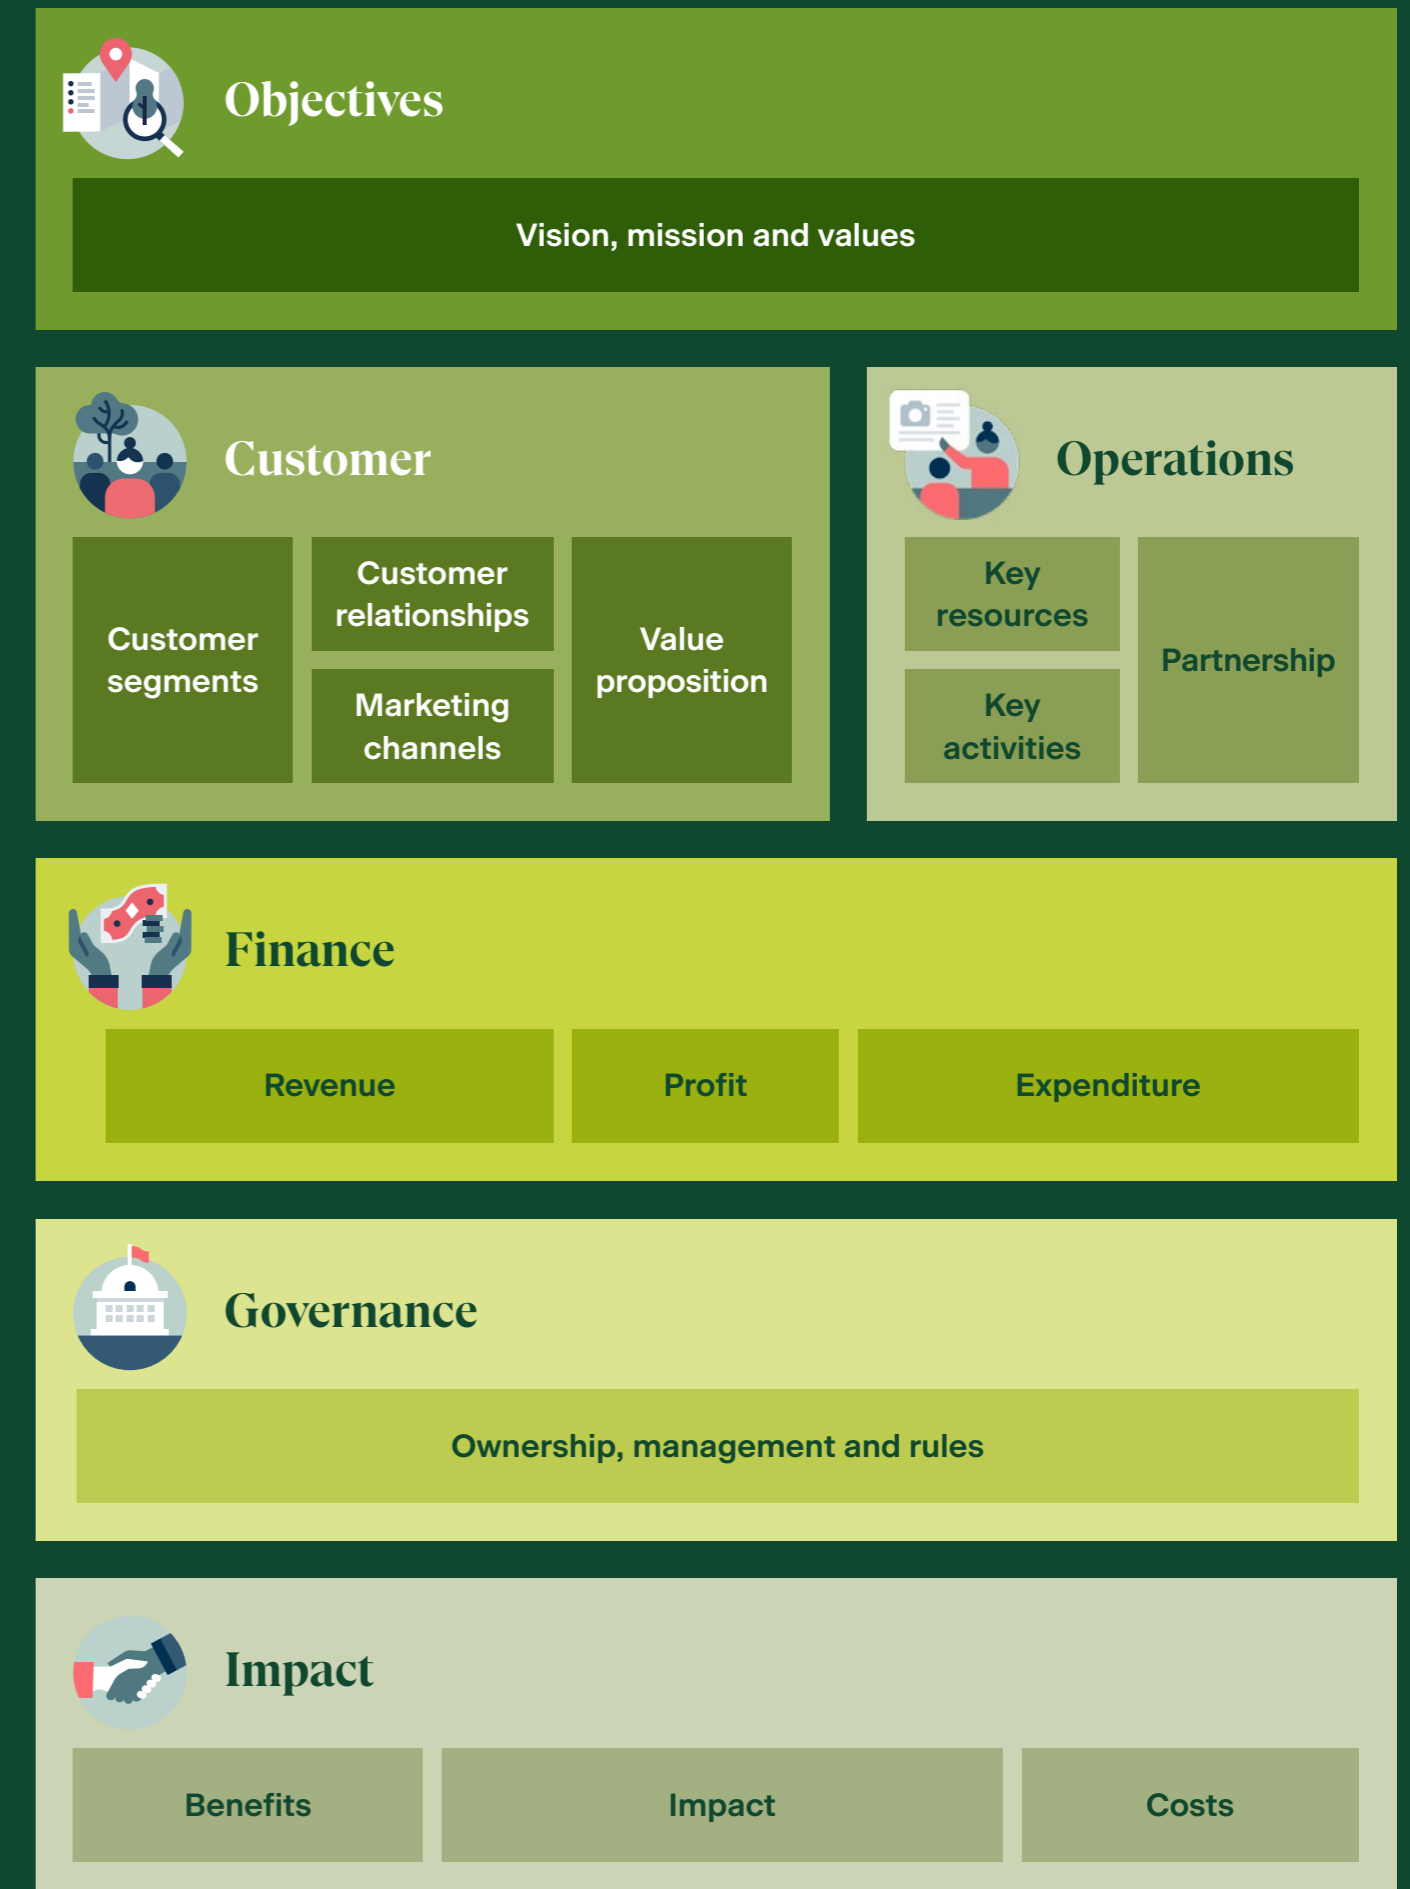 Objectives
Vision, mission and values
Customer
Customer
segments
Customer
relationships
Marketing
channels
Value
proposition
Operations
Key
resources
Key
activities
Partnership
Finance
Revenue
Profit
Expenditure
Governance
Ownership, management and rules
Impact
Benefits
Impact
Costs